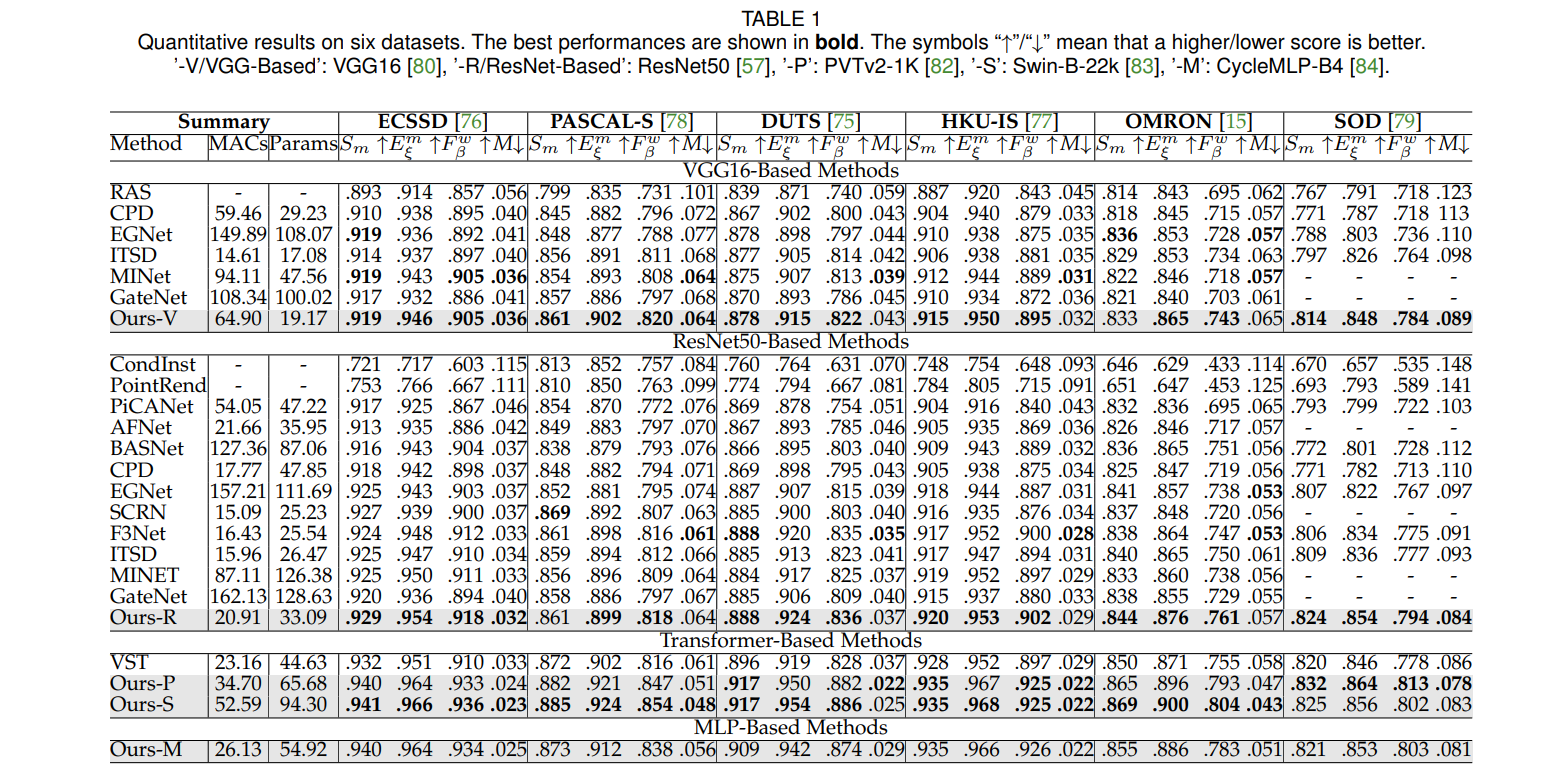 TABLE 1
Quantitative results on six datasets. The best performances are shown in bold. The symbols “↑”/“↓” mean that a higher/lower score is better.
’-V/VGG-Based’: VGG16 [80], ’-R/ResNet-Based’: ResNet50 [57], ’-P’: PVTv2-1K [82], ’-S’: Swin-B-22k [83], ’-M’: CycleMLP-B4 [84].
Summary ECSSD [76] PASCAL-S [78] DUTS [75] HKU-IS [77] OMRON [15] SOD [79]
Method MACs Params S_m ↑ E_ξ^m ↑ F_β^w ↑ M↓ S_m ↑ E_ξ^m ↑ F_β^w ↑ M↓ S_m ↑ E_ξ^m ↑ F_β^w ↑ M↓ S_m ↑ E_ξ^m ↑ F_β^w ↑ M↓ S_m ↑ E_ξ^m ↑ F_β^w ↑ M↓ S_m ↑ E_ξ^m ↑ F_β^w ↑ M↓
VGG16-Based Methods
RAS - - .893 .914 .857 .056 .799 .835 .731 .101 .839 .871 .740 .059 .887 .920 .843 .045 .814 .843 .695 .062 .767 .791 .718 .123
CPD 59.46 29.23 .910 .938 .895 .040 .845 .882 .796 .072 .867 .902 .800 .043 .904 .940 .879 .033 .818 .845 .715 .057 .771 .787 .718 113
EGNet 149.89 108.07 .919 .936 .892 .041 .848 .877 .788 .077 .878 .898 .797 .044 .910 .938 .875 .035 .836 .853 .728 .057 .788 .803 .736 .110
ITSD 14.61 17.08 .914 .937 .897 .040 .856 .891 .811 .068 .877 .905 .814 .042 .906 .938 .881 .035 .829 .853 .734 .063 .797 .826 .764 .098
MINet 94.11 47.56 .919 .943 .905 .036 .854 .893 .808 .064 .875 .907 .813 .039 .912 .944 .889 .031 .822 .846 .718 .057 - - - -
GateNet 108.34 100.02 .917 .932 .886 .041 .857 .886 .797 .068 .870 .893 .786 .045 .910 .934 .872 .036 .821 .840 .703 .061 - - - -
Ours-V 64.90 19.17 .919 .946 .905 .036 .861 .902 .820 .064 .878 .915 .822 .043 .915 .950 .895 .032 .833 .865 .743 .065 .814 .848 .784 .089
ResNet50-Based Methods
CondInst - - .721 .717 .603 .115 .813 .852 .757 .084 .760 .764 .631 .070 .748 .754 .648 .093 .646 .629 .433 .114 .670 .657 .535 .148
PointRend - - .753 .766 .667 .111 .810 .850 .763 .099 .774 .794 .667 .081 .784 .805 .715 .091 .651 .647 .453 .125 .693 .793 .589 .141
PiCANet 54.05 47.22 .917 .925 .867 .046 .854 .870 .772 .076 .869 .878 .754 .051 .904 .916 .840 .043 .832 .836 .695 .065 .793 .799 .722 .103
AFNet 21.66 35.95 .913 .935 .886 .042 .849 .883 .797 .070 .867 .893 .785 .046 .905 .935 .869 .036 .826 .846 .717 .057 - - - -
BASNet 127.36 87.06 .916 .943 .904 .037 .838 .879 .793 .076 .866 .895 .803 .040 .909 .943 .889 .032 .836 .865 .751 .056 .772 .801 .728 .112
CPD 17.77 47.85 .918 .942 .898 .037 .848 .882 .794 .071 .869 .898 .795 .043 .905 .938 .875 .034 .825 .847 .719 .056 .771 .782 .713 .110
EGNet 157.21 111.69 .925 .943 .903 .037 .852 .881 .795 .074 .887 .907 .815 .039 .918 .944 .887 .031 .841 .857 .738 .053 .807 .822 .767 .097
SCRN 15.09 25.23 .927 .939 .900 .037 .869 .892 .807 .063 .885 .900 .803 .040 .916 .935 .876 .034 .837 .848 .720 .056 - - - -
F3Net 16.43 25.54 .924 .948 .912 .033 .861 .898 .816 .061 .888 .920 .835 .035 .917 .952 .900 .028 .838 .864 .747 .053 .806 .834 .775 .091
ITSD 15.96 26.47 .925 .947 .910 .034 .859 .894 .812 .066 .885 .913 .823 .041 .917 .947 .894 .031 .840 .865 .750 .061 .809 .836 .777 .093
MINET 87.11 126.38 .925 .950 .911 .033 .856 .896 .809 .064 .884 .917 .825 .037 .919 .952 .897 .029 .833 .860 .738 .056 - - - -
GateNet 162.13 128.63 .920 .936 .894 .040 .858 .886 .797 .067 .885 .906 .809 .040 .915 .937 .880 .033 .838 .855 .729 .055 - - - -
Ours-R 20.91 33.09 .929 .954 .918 .032 .861 .899 .818 .064 .888 .924 .836 .037 .920 .953 .902 .029 .844 .876 .761 .057 .824 .854 .794 .084
Transformer-Based Methods
VST 23.16 44.63 .932 .951 .910 .033 .872 .902 .816 .061 .896 .919 .828 .037 .928 .952 .897 .029 .850 .871 .755 .058 .820 .846 .778 .086
Ours-P 34.70 65.68 .940 .964 .933 .024 .882 .921 .847 .051 .917 .950 .882 .022 .935 .967 .925 .022 .865 .896 .793 .047 .832 .864 .813 .078
Ours-S 52.59 94.30 .941 .966 .936 .023 .885 .924 .854 .048 .917 .954 .886 .025 .935 .968 .925 .022 .869 .900 .804 .043 .825 .856 .802 .083
MLP-Based Methods
Ours-M 26.13 54.92 .940 .964 .934 .025 .873 .912 .838 .056 .909 .942 .874 .029 .935 .966 .926 .022 .855 .886 .783 .051 .821 .853 .803 .081